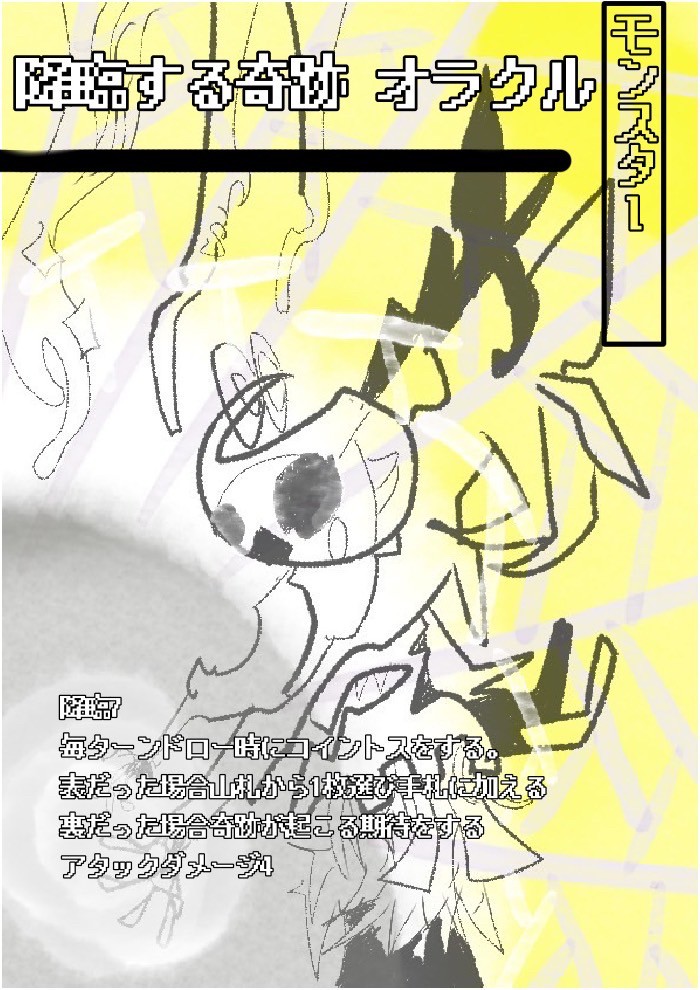 降臨する奇跡 オラクル
モンスター
降臨7
毎ターンドロー時にコイントスをする。
表だった場合山札から1枚選び手札に加える
裏だった場合奇跡が起こる期待をする
アタックダメージ4